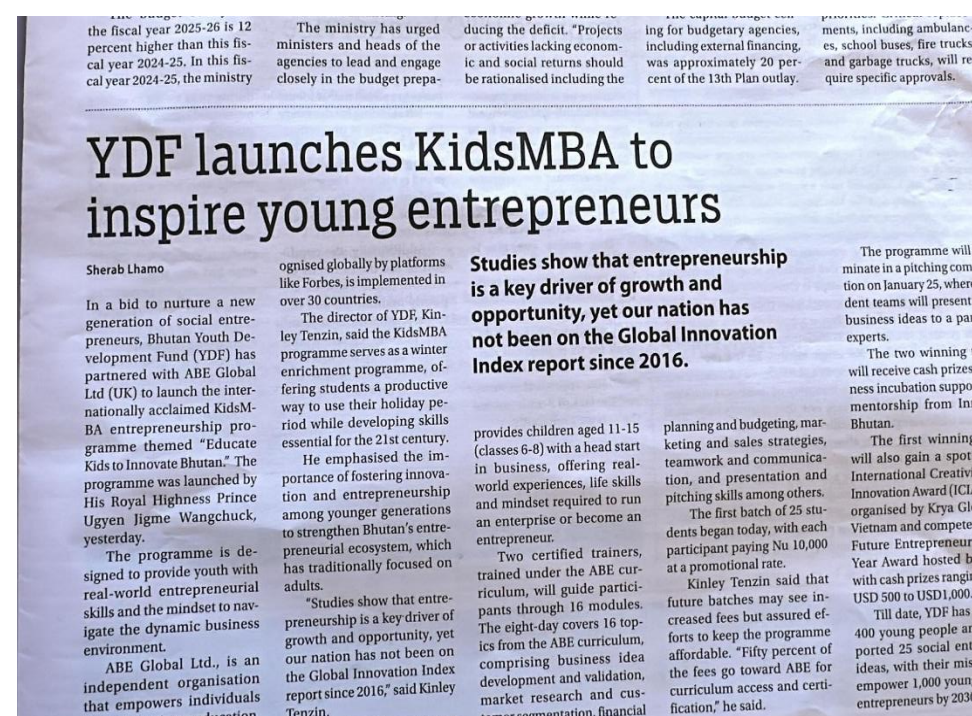 the fiscal year 2025-26 is 12
percent higher than this fis-
cal year 2024-25. In this fis-
cal year 2024-25, the ministry
The ministry has urged
ministers and heads of the
agencies to lead and engage
closely in the budget prepa-
ducing the deficit. “Projects
or activities lacking econom-
ic and social returns should
be rationalised including the
ing for budgetary agencies,
including external financing,
was approximately 20 per-
cent of the 13th Plan outlay.
ments, including ambulanc-
es, school buses, fire trucks
and garbage trucks, will re-
quire specific approvals.
YDF launches KidsMBA to
inspire young entrepreneurs
Sherab Lhamo
In a bid to nurture a new
generation of social entre-
preneurs, Bhutan Youth De-
velopment Fund (YDF) has
partnered with ABE Global
Ltd (UK) to launch the inter-
nationally acclaimed KidsM-
BA entrepreneurship pro-
gramme themed “Educate
Kids to Innovate Bhutan.” The
programme was launched by
His Royal Highness Prince
Ugyen Jigme Wangchuck,
yesterday.
The programme is de-
signed to provide youth with
real-world entrepreneurial
skills and the mindset to nav-
igate the dynamic business
environment.
ABE Global Ltd., is an
independent organisation
that empowers individuals
ognised globally by platforms
like Forbes, is implemented in
over 30 countries.
The director of YDF, Kin-
ley Tenzin, said the KidsMBA
programme serves as a winter
enrichment programme, of-
fering students a productive
way to use their holiday pe-
riod while developing skills
essential for the 21st century.
He emphasised the im-
portance of fostering innova-
tion and entrepreneurship
among younger generations
to strengthen Bhutan’s entre-
preneurial ecosystem, which
has traditionally focused on
adults.
“Studies show that entre-
preneurship is a key driver of
growth and opportunity, yet
our nation has not been on
the Global Innovation Index
report since 2016,” said Kinley
Tenzin.
Studies show that entrepreneurship
is a key driver of growth and
opportunity, yet our nation has
not been on the Global Innovation
Index report since 2016.
provides children aged 11-15
(classes 6-8) with a head start
in business, offering real-
world experiences, life skills
and mindset required to run
an enterprise or become an
entrepreneur.
Two certified trainers,
trained under the ABE cur-
riculum, will guide partici-
pants through 16 modules.
The eight-day covers 16 top-
ics from the ABE curriculum,
comprising business idea
development and validation,
market research and cus-
tomer segmentation, financial
planning and budgeting, mar-
keting and sales strategies,
teamwork and communica-
tion, and presentation and
pitching skills among others.
The first batch of 25 stu-
dents began today, with each
participant paying Nu 10,000
at a promotional rate.
Kinley Tenzin said that
future batches may see in-
creased fees but assured ef-
forts to keep the programme
affordable. “Fifty percent of
the fees go toward ABE for
curriculum access and certi-
fication,” he said.
The programme will
minate in a pitching com
tion on January 25, where
dent teams will present
business ideas to a pa
experts.
The two winning
will receive cash prizes
ness incubation suppo
mentorship from In
Bhutan.
The first winning
will also gain a spot
International Creativi
Innovation Award (ICI
organised by Krya Gl
Vietnam and compete
Future Entrepreneur
Year Award hosted b
with cash prizes rangi
USD 500 to USD1,000.
Till date, YDF has
400 young people an
ported 25 social ent
ideas, with their mis
empower 1,000 youn
entrepreneurs by 2030